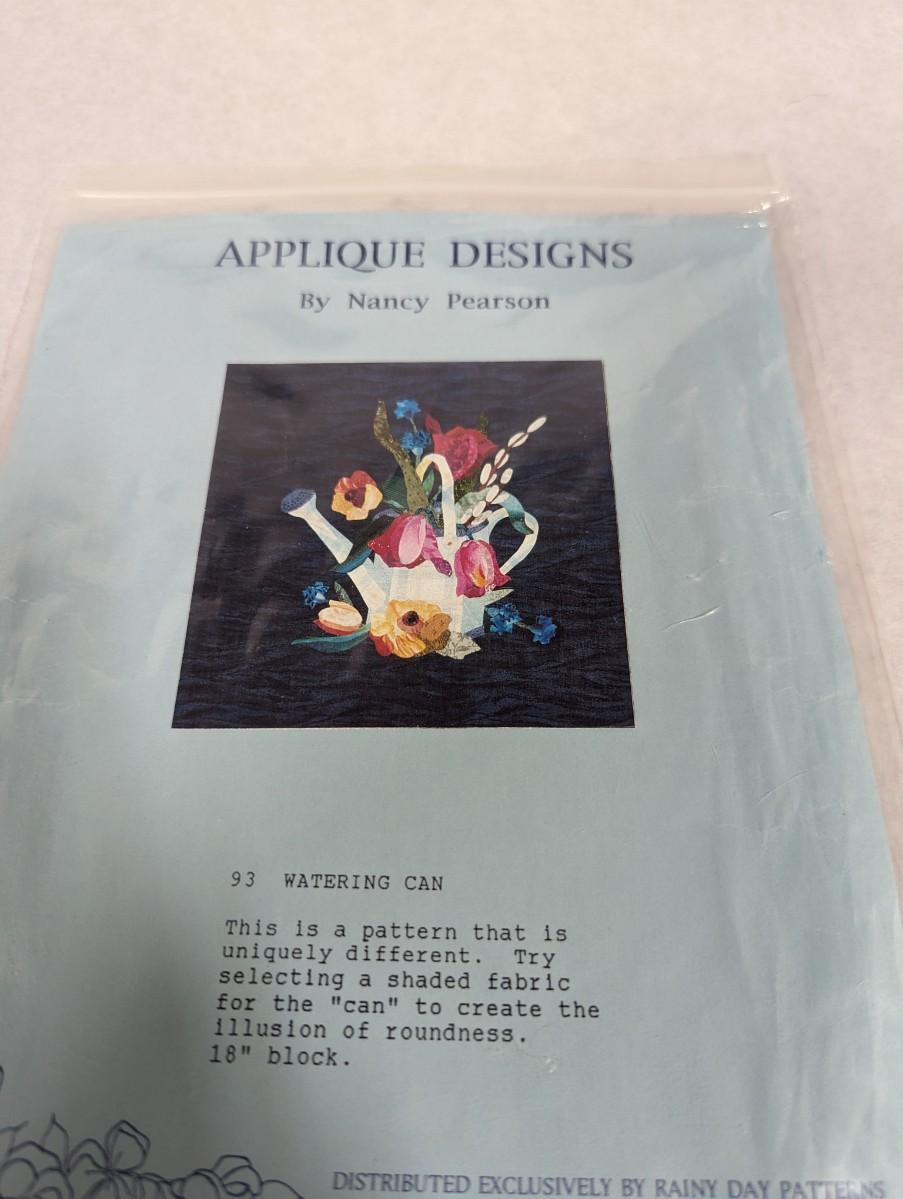 APPLIQUE DESIGNS
By Nancy Pearson
93 WATERING CAN
This is a pattern that is
uniquely different. Try
selecting a shaded fabric
for the "can" to create the
illusion of roundness.
18" block.
DISTRIBUTED EXCLUSIVELY BY RAINY DAY PATTERNS